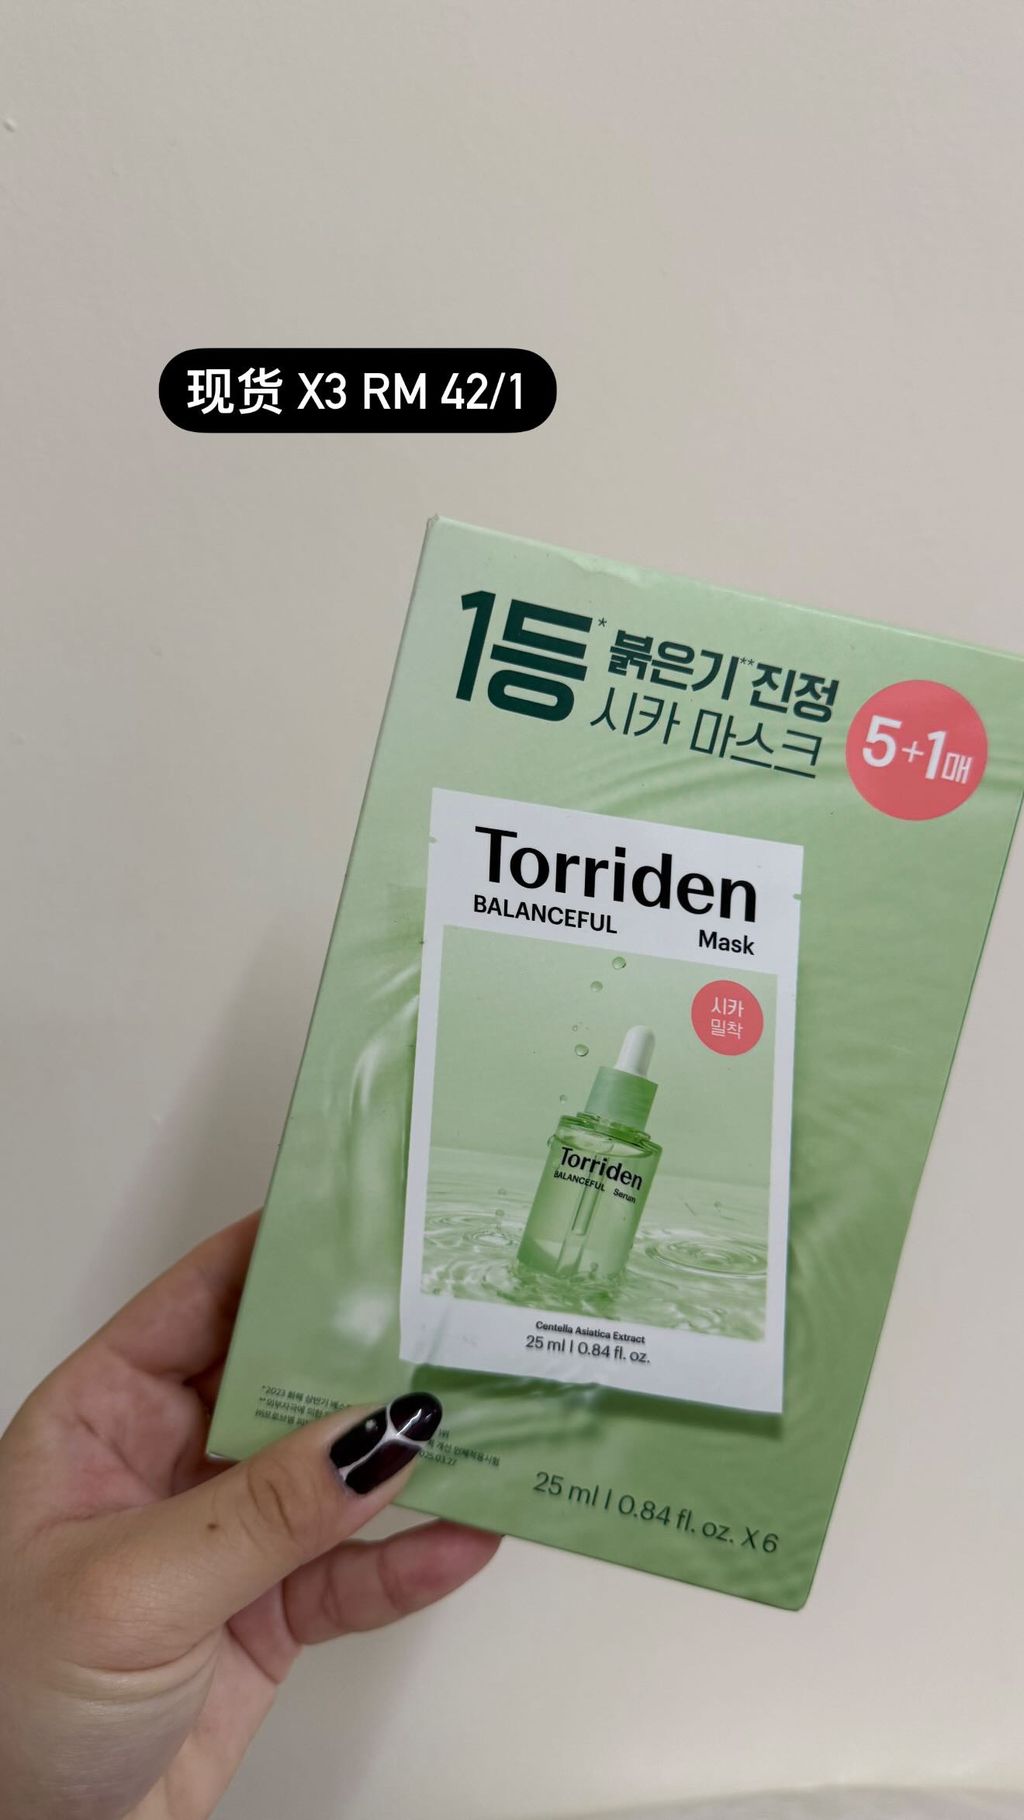 现货 X3 RM 42/1
1등* 붉은기**진정
시카 마스크
5+1매
Torriden
BALANCEFUL Mask
시카
밀착
Torriden
BALANCEFUL Serum
Centella Asiatica Extract
25 ml | 0.84 fl. oz.
25 ml | 0.84 fl. oz. X 6